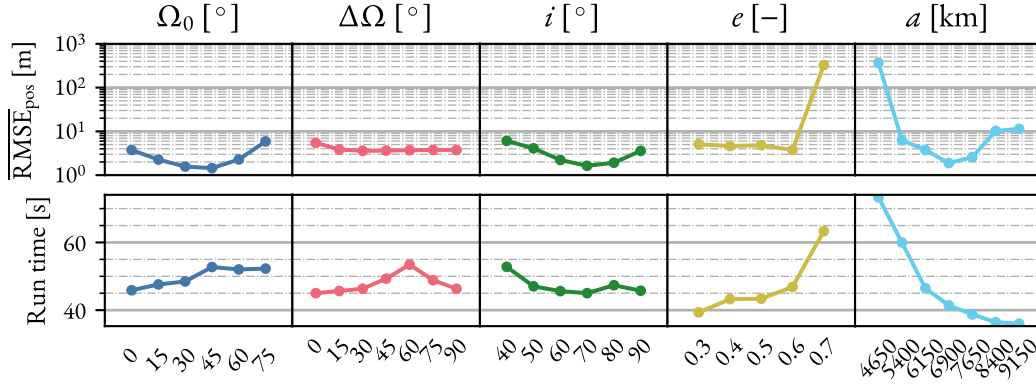 Ω₀ [°] ΔΩ [°] i [°] e [–] a [km]
RMSE_pos [m]
10³
10²
10¹
10⁰
Run time [s]
60
40
0 15 30 45 60 75 0 15 30 45 60 75 90 40 50 60 70 80 90 0.3 0.4 0.5 0.6 0.7 4650 5400 6150 6900 7650 8400 9150